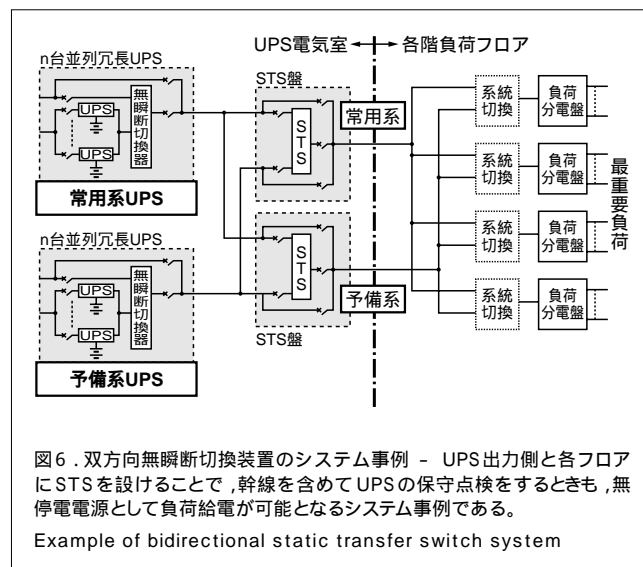 UPS電気室
各階負荷フロア
n台並列冗長UPS
UPS
UPS
無瞬断切換器
常用系UPS
STS盤
STS
常用系
n台並列冗長UPS
UPS
UPS
無瞬断切換器
予備系UPS
STS
STS盤
予備系
系統切換
負荷分電盤
系統切換
負荷分電盤
系統切換
負荷分電盤
系統切換
負荷分電盤
最重要負荷
図6．双方向無瞬断切換装置のシステム事例 － UPS出力側と各フロア
にSTSを設けることで,幹線を含めてUPSの保守点検をするときも,無
停電電源として負荷給電が可能となるシステム事例である。
Example of bidirectional static transfer switch system